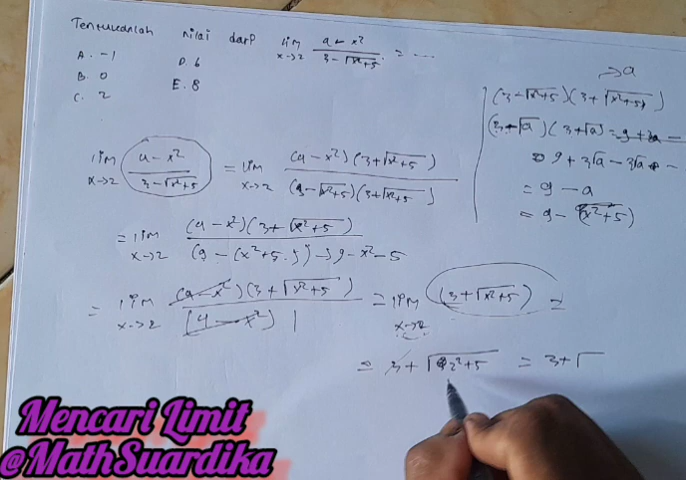 Tentukanlah nilai dari lim x→2 4 - x² / 3 - √x²+5 = ....
A. -1 D. 6
B. 0 E. 8
C. 2
lim x→2 4 - x² / 3 - √x²+5 = lim x→2 (4 - x²)(3+√x²+5) / (3-√x²+5)(3+√x²+5)
= lim x→2 (4-x²)(3+√x²+5) / (9 - (x²+5)) → 9 - x² - 5
= lim x→2 (4-x²)(3+√x²+5) / (4-x²) 1 = lim x→2 (3+√x²+5) =
= 3 + √2²+5 = 3 + √
→ a
(3-√x²+5)(3+√x²+5)
(3-√a)(3+√a) = 9 +
9 + 3√a - 3√a -
= 9 - a
= 9 - (x²+5)
Mencari Limit
@MathSuardika